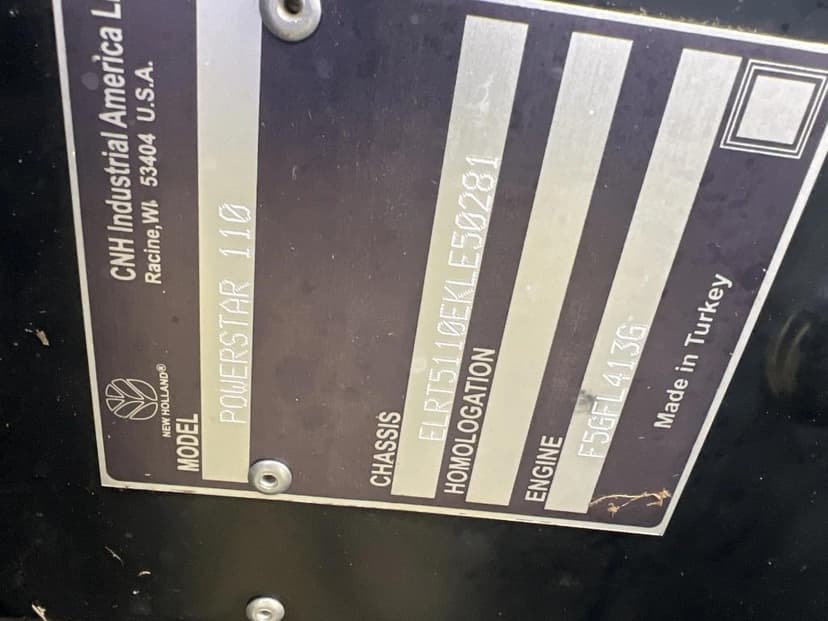 CNH Industrial America L
Racine, WI. 53404 U.S.A.
NEW HOLLAND®
MODEL
POWERSTAR 110
CHASSIS
ELRT5110EKLE50281
HOMOLOGATION
ENGINE
F5GFL413G*
Made in Turkey